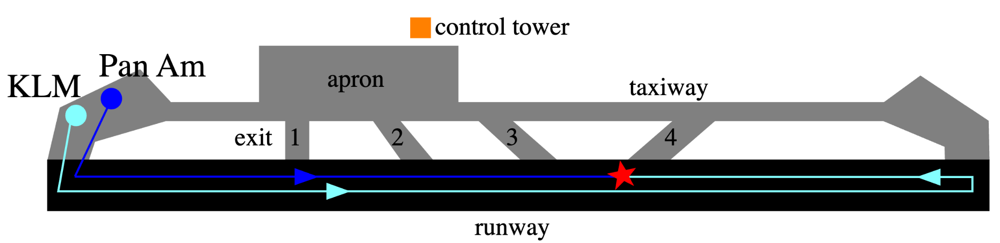 control tower
Pan Am
KLM
apron
taxiway
exit 1 2 3 4
runway